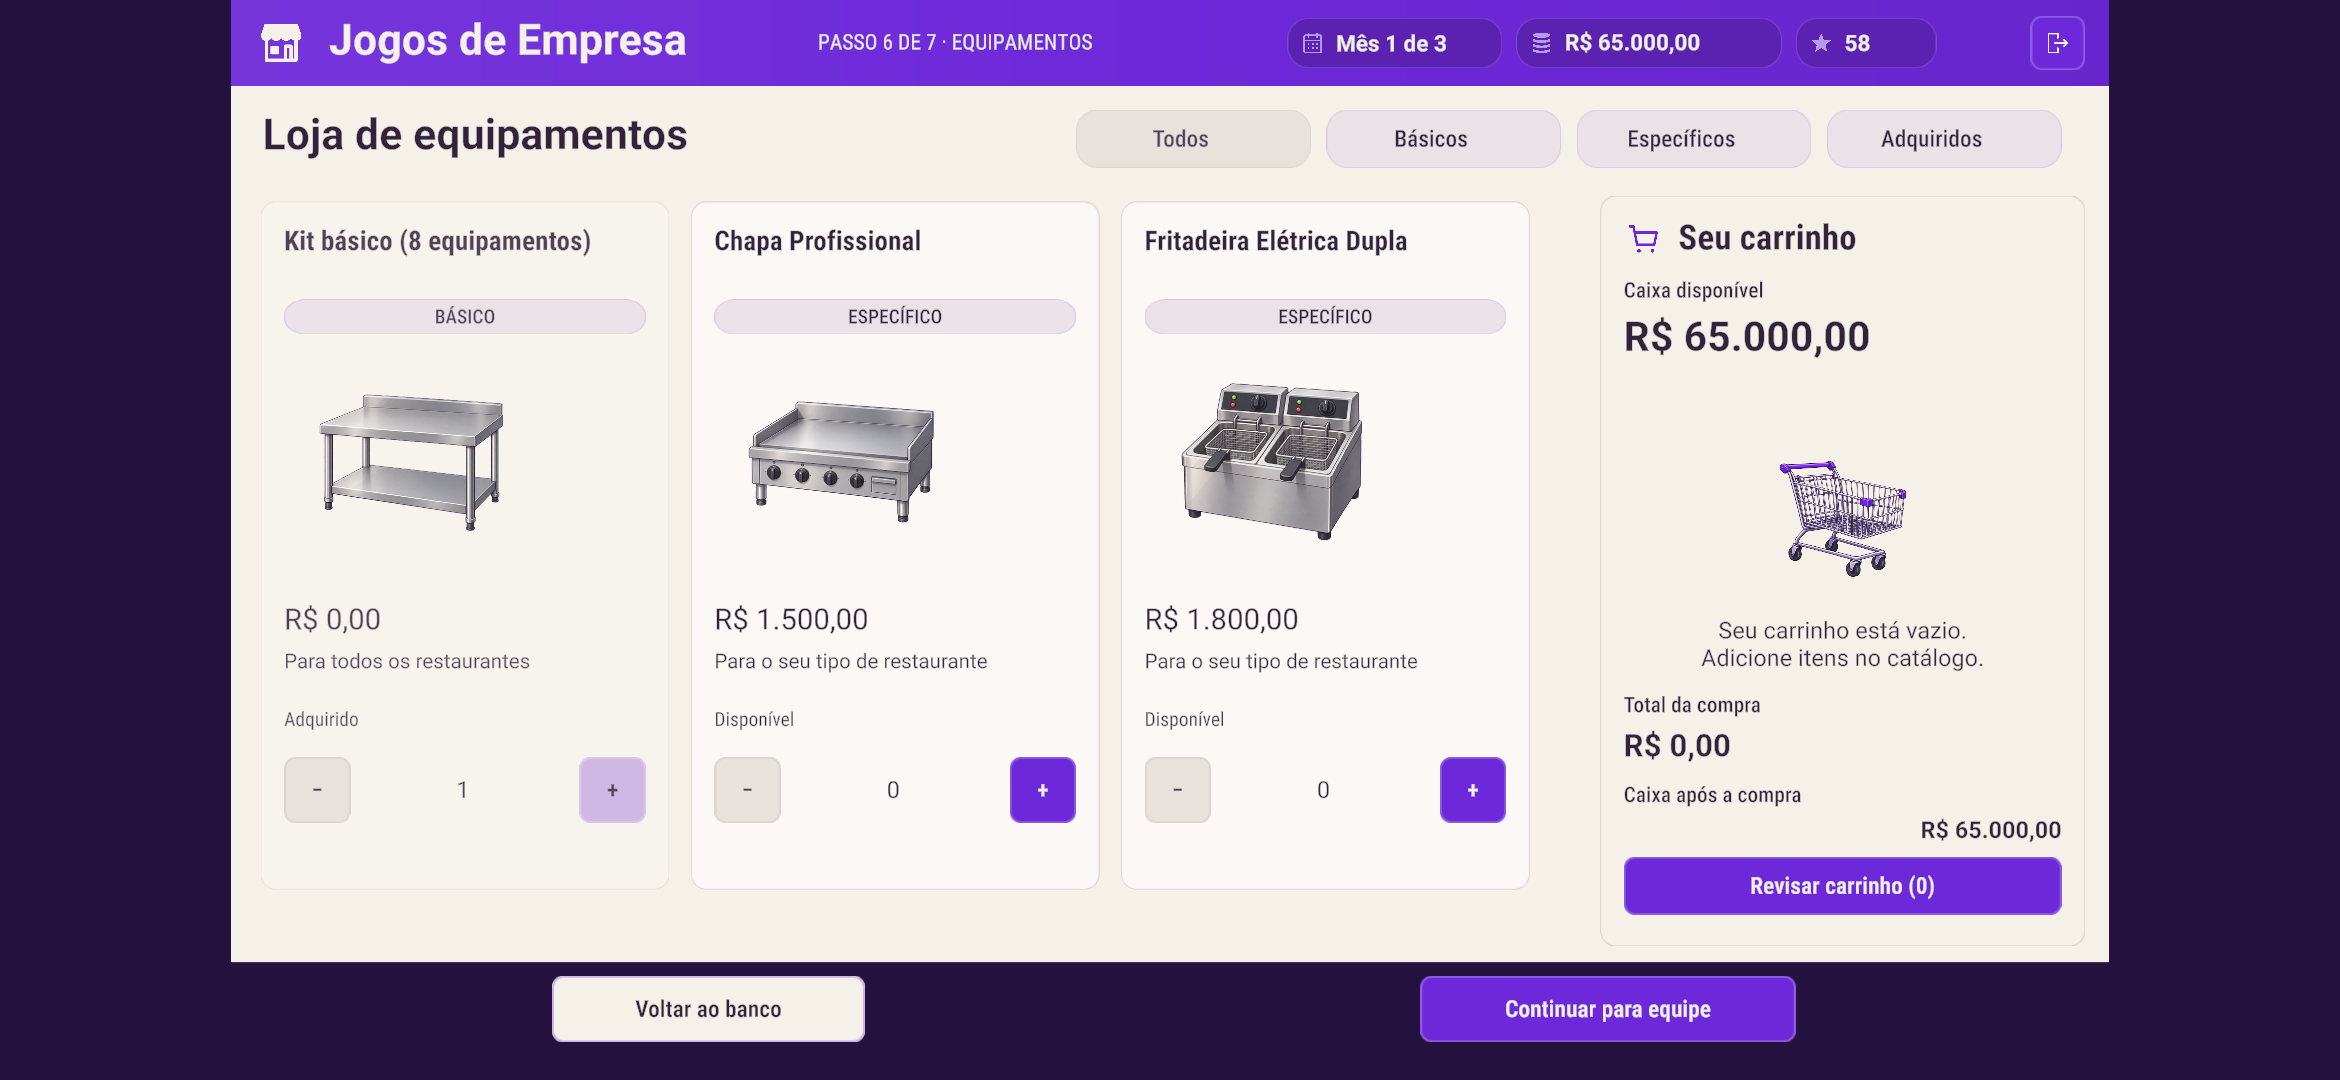 Jogos de Empresa
PASSO 6 DE 7 · EQUIPAMENTOS
Mês 1 de 3
R$ 65.000,00
58
Loja de equipamentos
Todos
Básicos
Específicos
Adquiridos
Kit básico (8 equipamentos)
BÁSICO
R$ 0,00
Para todos os restaurantes
Adquirido
-
1
+
Chapa Profissional
ESPECÍFICO
R$ 1.500,00
Para o seu tipo de restaurante
Disponível
-
0
+
Fritadeira Elétrica Dupla
ESPECÍFICO
R$ 1.800,00
Para o seu tipo de restaurante
Disponível
-
0
+
Seu carrinho
Caixa disponível
R$ 65.000,00
Seu carrinho está vazio.
Adicione itens no catálogo.
Total da compra
R$ 0,00
Caixa após a compra
R$ 65.000,00
Revisar carrinho (0)
Voltar ao banco
Continuar para equipe